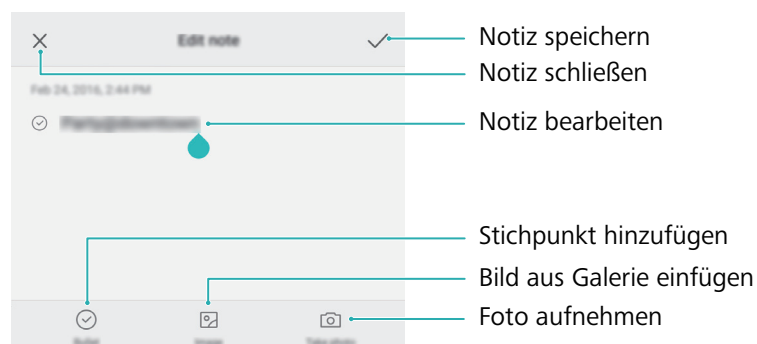 Edit note
Notiz speichern
Notiz schließen
Feb 24, 2016, 2:44 PM
Notiz bearbeiten
Stichpunkt hinzufügen
Bild aus Galerie einfügen
Foto aufnehmen